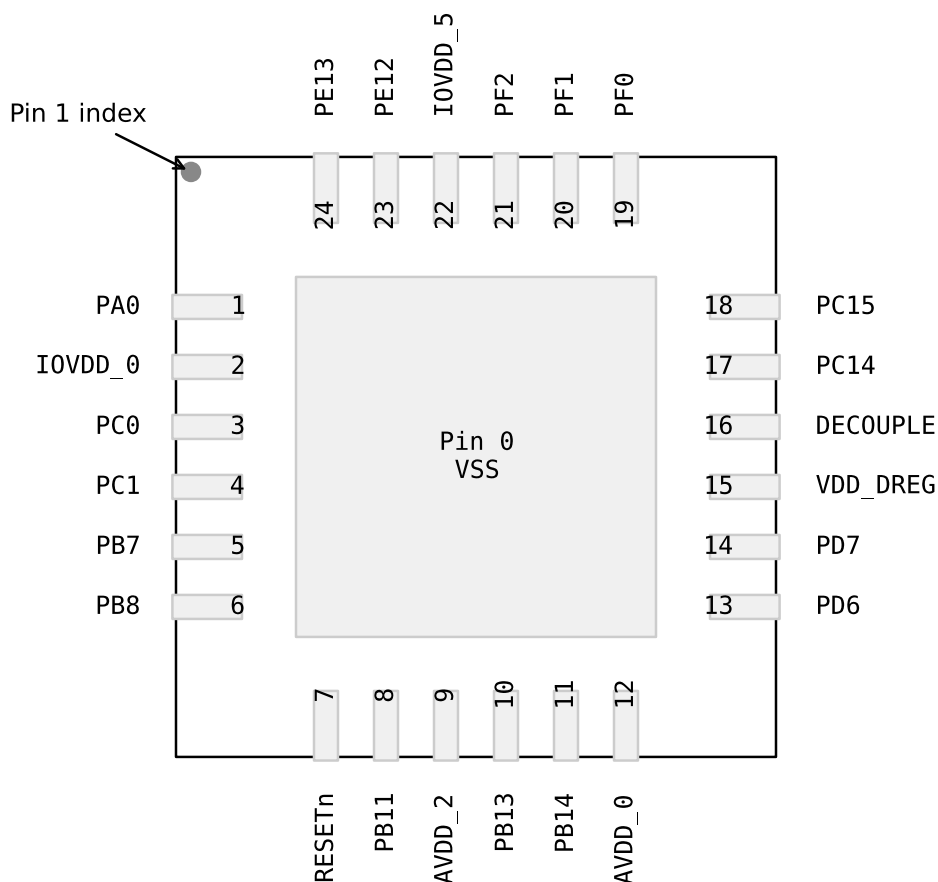 PE13 PE12 IOVDD_5 PF2 PF1 PF0
Pin 1 index
24 23 22 21 20 19
PA0 1 18 PC15
IOVDD_0 2 17 PC14
PC0 3 16 DECOUPLE
Pin 0
VSS
PC1 4 15 VDD_DREG
PB7 5 14 PD7
PB8 6 13 PD6
7 8 9 10 11 12
RESETn PB11 AVDD_2 PB13 PB14 AVDD_0